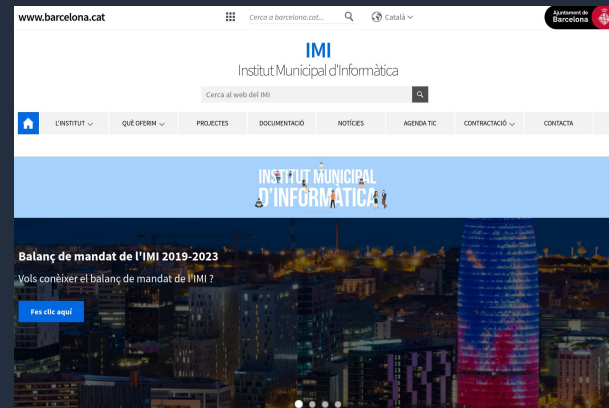 www.barcelona.cat
Cerca a barcelona.cat...
Català
Ajuntament de
Barcelona
IMI
Institut Municipal d'Informàtica
Cerca al web del IMI
L'INSTITUT
QUÈ OFERIM
PROJECTES
DOCUMENTACIÓ
NOTÍCIES
AGENDA TIC
CONTRACTACIÓ
CONTACTA
INSTITUT MUNICIPAL
D'INFORMÀTICA
Balanç de mandat de l'IMI 2019-2023
Vols conèixer el balanç de mandat de l'IMI ?
Fes clic aquí